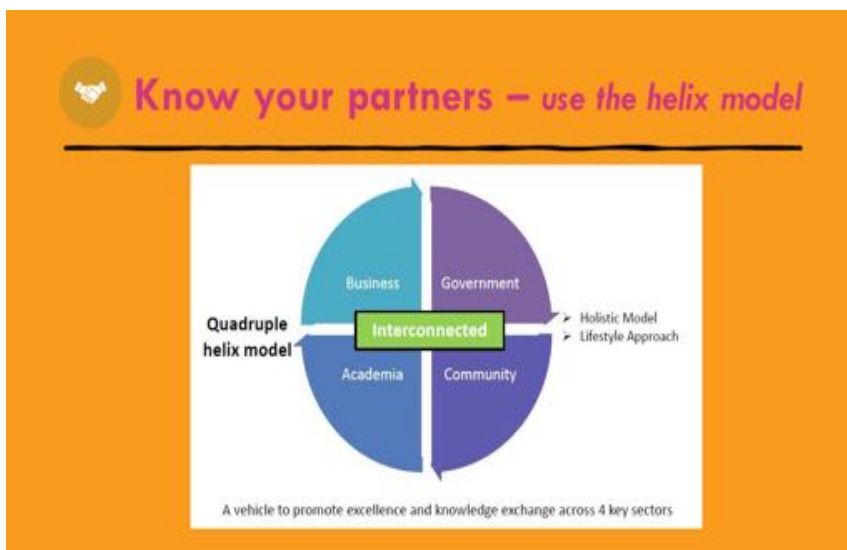 Know your partners – use the helix model
Business
Government
Quadruple
helix model
Interconnected
➢ Holistic Model
➢ Lifestyle Approach
Academia
Community
A vehicle to promote excellence and knowledge exchange across 4 key sectors